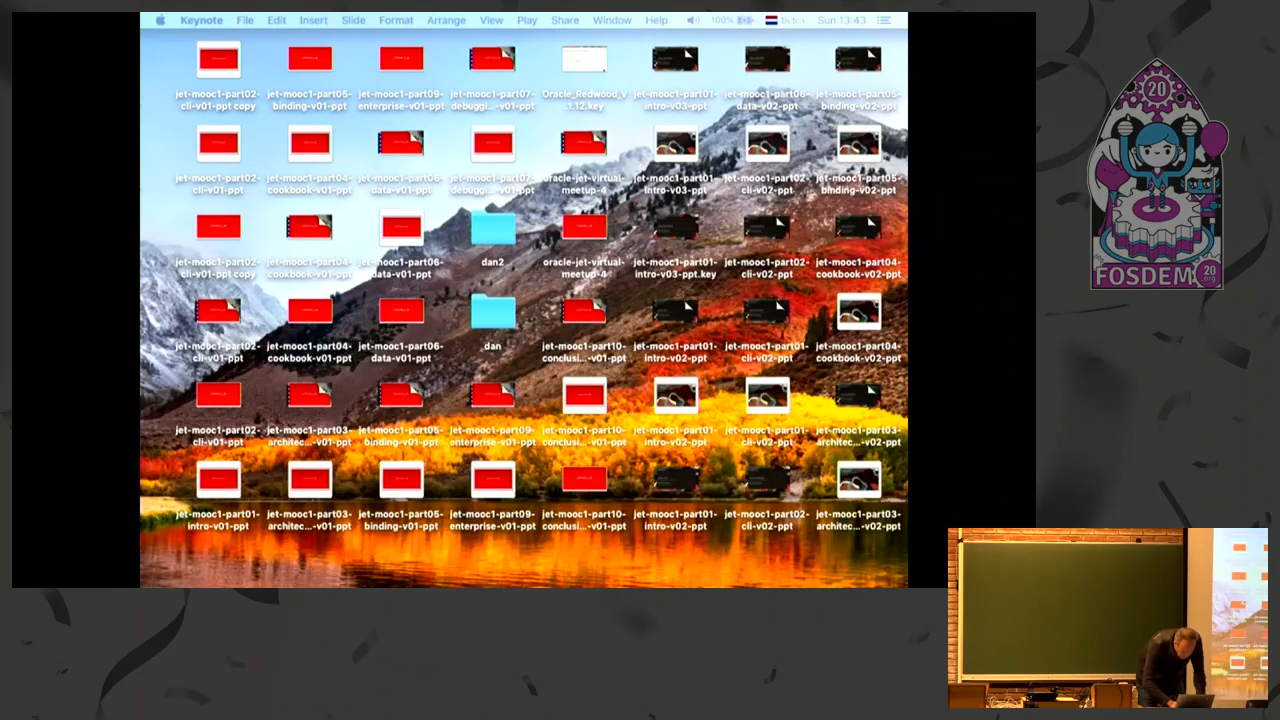 Keynote File Edit Insert Slide Format Arrange View Play Share Window Help 100% Dutch Sun 13:43
jet-mooc1-part02-cli-v01-ppt copy
jet-mooc1-part05-binding-v01-ppt
jet-mooc1-part09-enterprise-v01-ppt
jet-mooc1-part07-debuggi...-v01-ppt
Oracle_Redwood_V
.1.12.key
jet-mooc1-part01-intro-v03-ppt
jet-mooc1-part06-data-v02-ppt
jet-mooc1-part05-binding-v02-ppt
jet-mooc1-part02-cli-v01-ppt
jet-mooc1-part04-cookbook-v01-ppt
jet-mooc1-part06-data-v01-ppt
jet-mooc1-part07-debuggi...-v01-ppt
oracle-jet-virtual-meetup-4
jet-mooc1-part01-intro-v03-ppt
jet-mooc1-part02-cli-v02-ppt
jet-mooc1-part05-binding-v02-ppt
jet-mooc1-part02-cli-v01-ppt copy
jet-mooc1-part04-cookbook-v01-ppt
jet-mooc1-part06-data-v01-ppt
dan2
oracle-jet-virtual-meetup-4
jet-mooc1-part01-intro-v03-ppt.key
jet-mooc1-part02-cli-v02-ppt
jet-mooc1-part04-cookbook-v02-ppt
jet-mooc1-part02-cli-v01-ppt
jet-mooc1-part04-cookbook-v01-ppt
jet-mooc1-part06-data-v01-ppt
dan
jet-mooc1-part10-conclusi...-v01-ppt
jet-mooc1-part01-intro-v02-ppt
jet-mooc1-part01-cli-v02-ppt
jet-mooc1-part04-cookbook-v02-ppt
jet-mooc1-part02-cli-v01-ppt
jet-mooc1-part03-architec...-v01-ppt
jet-mooc1-part05-binding-v01-ppt
jet-mooc1-part09-enterprise-v01-ppt
jet-mooc1-part10-conclusi...-v01-ppt
jet-mooc1-part01-intro-v02-ppt
jet-mooc1-part01-cli-v02-ppt
jet-mooc1-part03-architec...-v02-ppt
jet-mooc1-part01-intro-v01-ppt
jet-mooc1-part03-architec...-v01-ppt
jet-mooc1-part05-binding-v01-ppt
jet-mooc1-part09-enterprise-v01-ppt
jet-mooc1-part10-conclusi...-v01-ppt
jet-mooc1-part01-intro-v02-ppt
jet-mooc1-part02-cli-v02-ppt
jet-mooc1-part03-architec...-v02-ppt
20
FOSDEM
20
.org